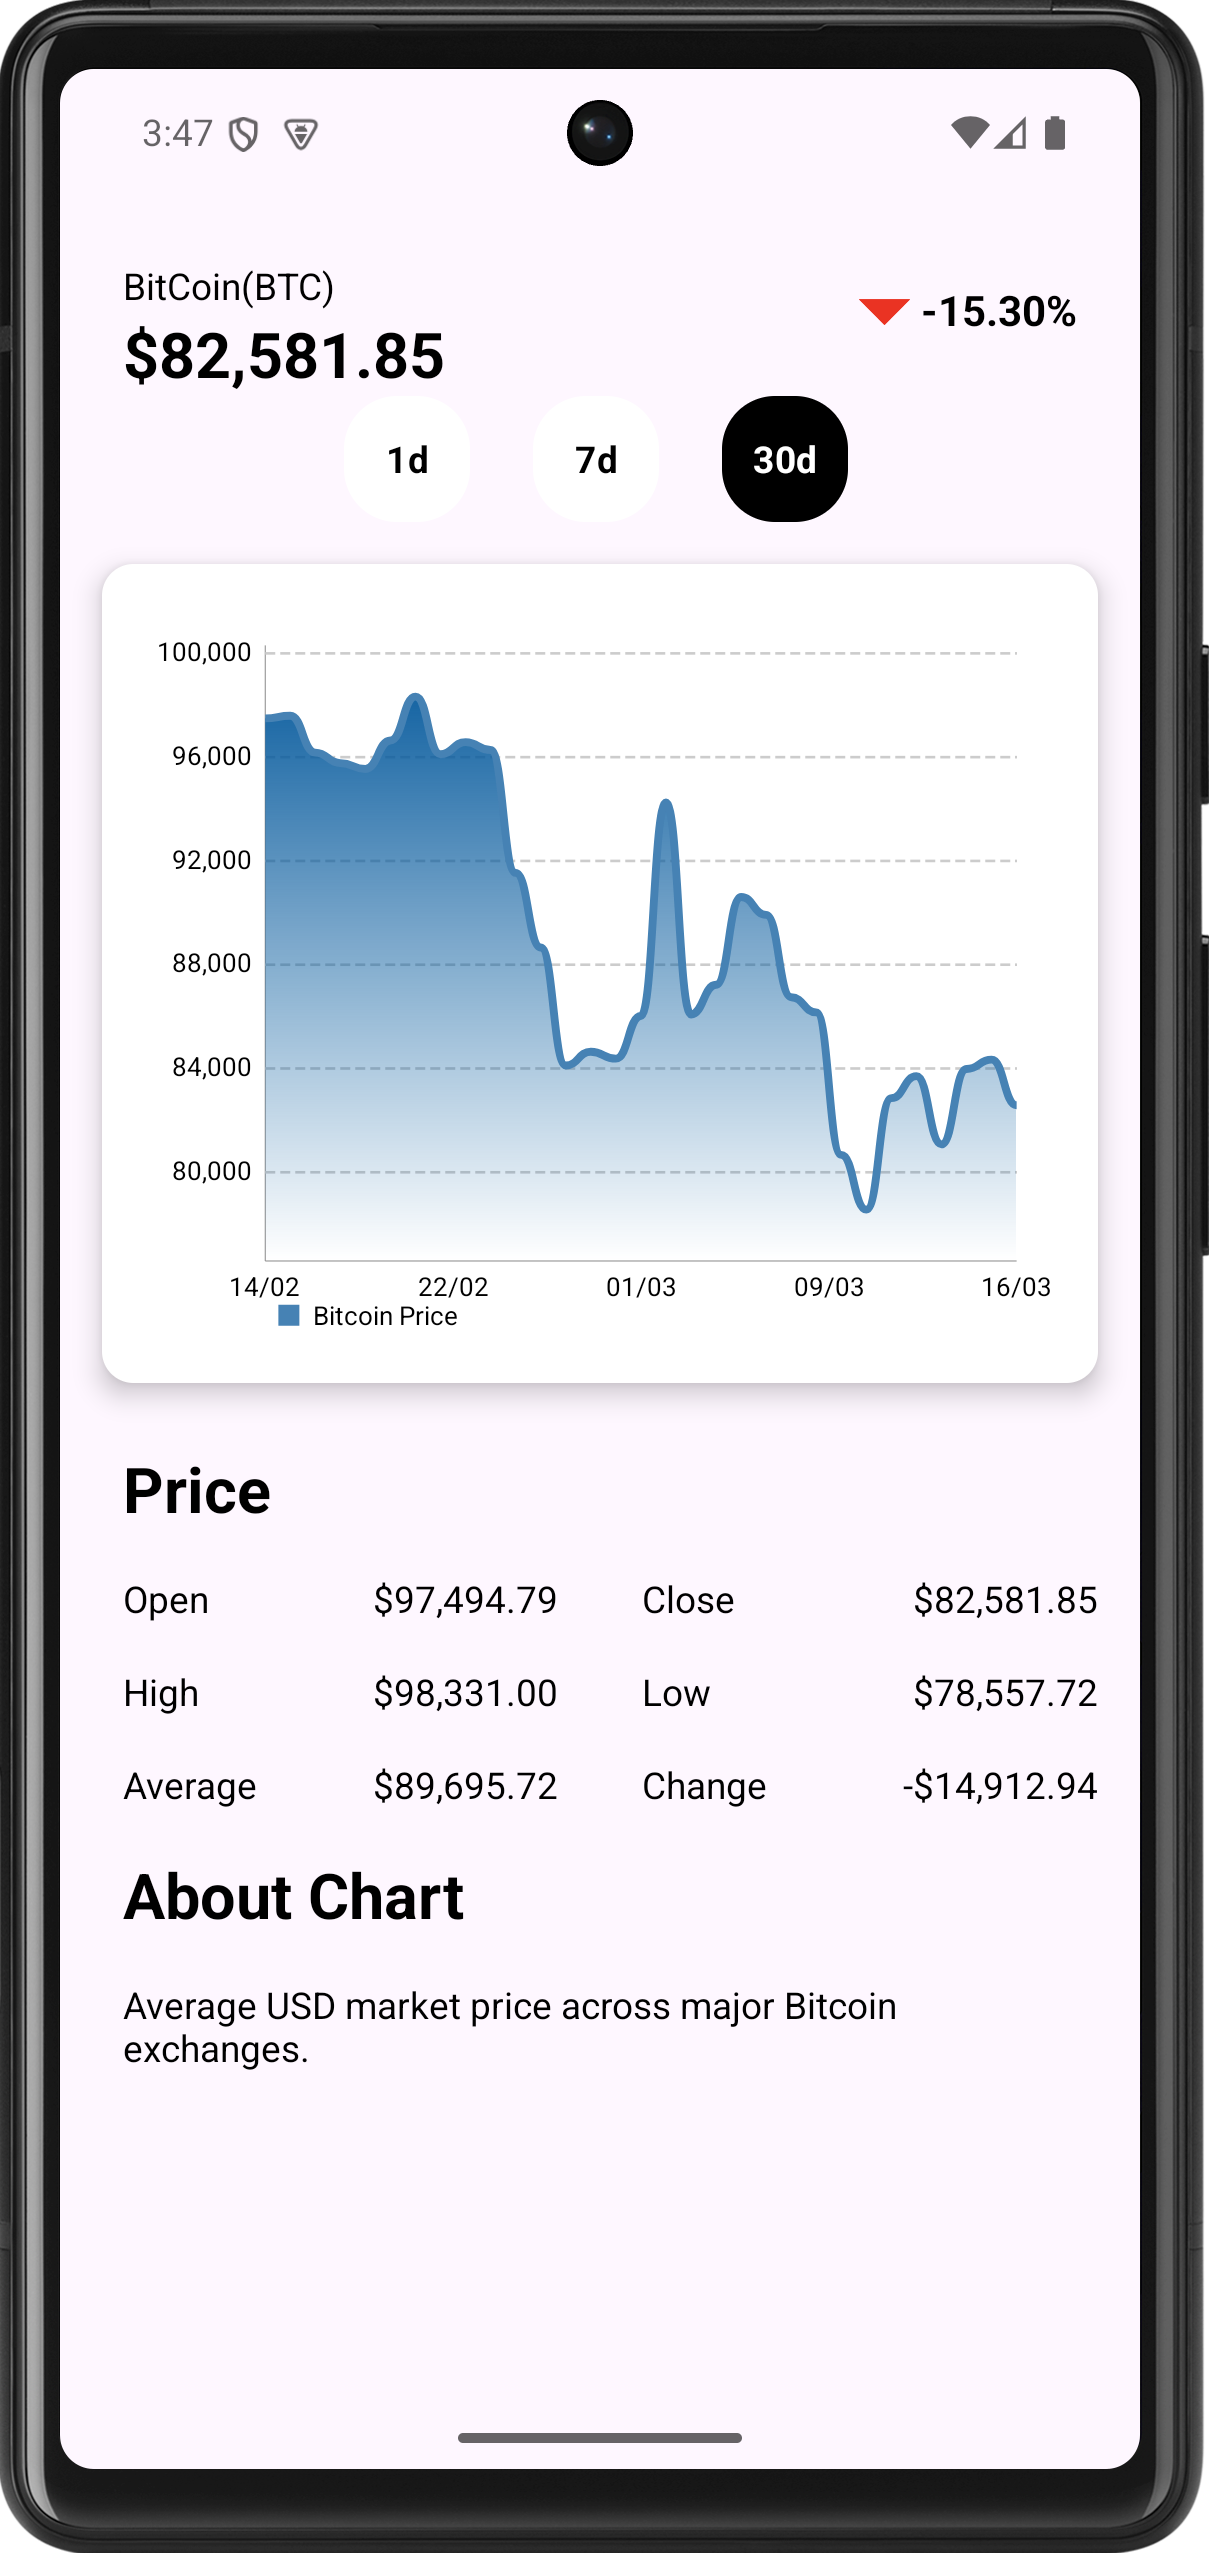 3:47
BitCoin(BTC)
-15.30%
$82,581.85
1d 7d 30d
100,000
96,000
92,000
88,000
84,000
80,000
14/02 22/02 01/03 09/03 16/03
Bitcoin Price
Price
Open $97,494.79 Close $82,581.85
High $98,331.00 Low $78,557.72
Average $89,695.72 Change -$14,912.94
About Chart
Average USD market price across major Bitcoin
exchanges.